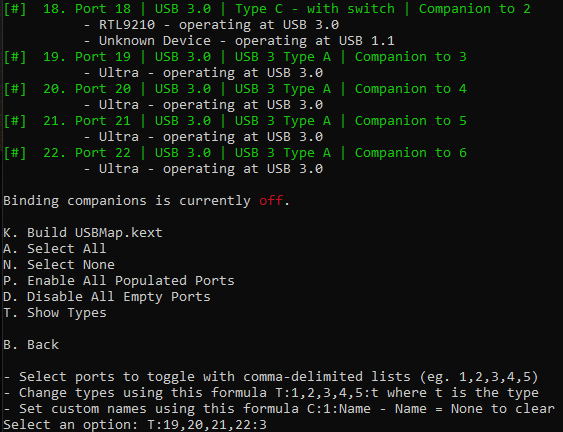 [#]  18. Port 18 | USB 3.0 | Type C - with switch | Companion to 2
- RTL9210 - operating at USB 3.0
- Unknown Device - operating at USB 1.1
[#]  19. Port 19 | USB 3.0 | USB 3 Type A | Companion to 3
- Ultra - operating at USB 3.0
[#]  20. Port 20 | USB 3.0 | USB 3 Type A | Companion to 4
- Ultra - operating at USB 3.0
[#]  21. Port 21 | USB 3.0 | USB 3 Type A | Companion to 5
- Ultra - operating at USB 3.0
[#]  22. Port 22 | USB 3.0 | USB 3 Type A | Companion to 6
- Ultra - operating at USB 3.0
Binding companions is currently off.
K. Build USBMap.kext
A. Select All
N. Select None
P. Enable All Populated Ports
D. Disable All Empty Ports
T. Show Types
B. Back
- Select ports to toggle with comma-delimited lists (eg. 1,2,3,4,5)
- Change types using this formula T:1,2,3,4,5:t where t is the type
- Set custom names using this formula C:1:Name - Name = None to clear
Select an option: T:19,20,21,22:3